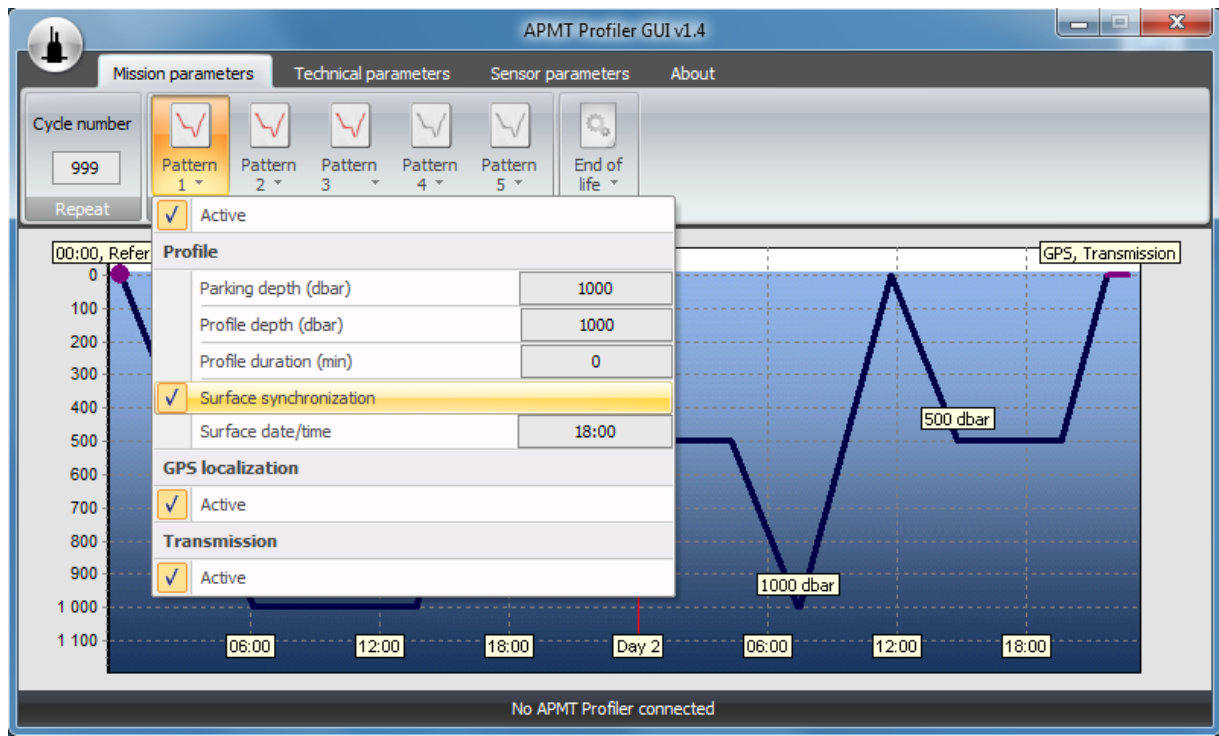 APMT Profiler GUI v1.4
Mission parameters Technical parameters Sensor parameters About
Cycle number
999
Repeat
Pattern 1
Pattern 2
Pattern 3
Pattern 4
Pattern 5
End of life
Active
Profile
Parking depth (dbar) 1000
Profile depth (dbar) 1000
Profile duration (min) 0
Surface synchronization
Surface date/time 18:00
GPS localization
Active
Transmission
Active
00:00, Refer
GPS, Transmission
0
100
200
300
400
500
600
700
800
900
1 000
1 100
500 dbar
1000 dbar
06:00 12:00 18:00 Day 2 06:00 12:00 18:00
No APMT Profiler connected